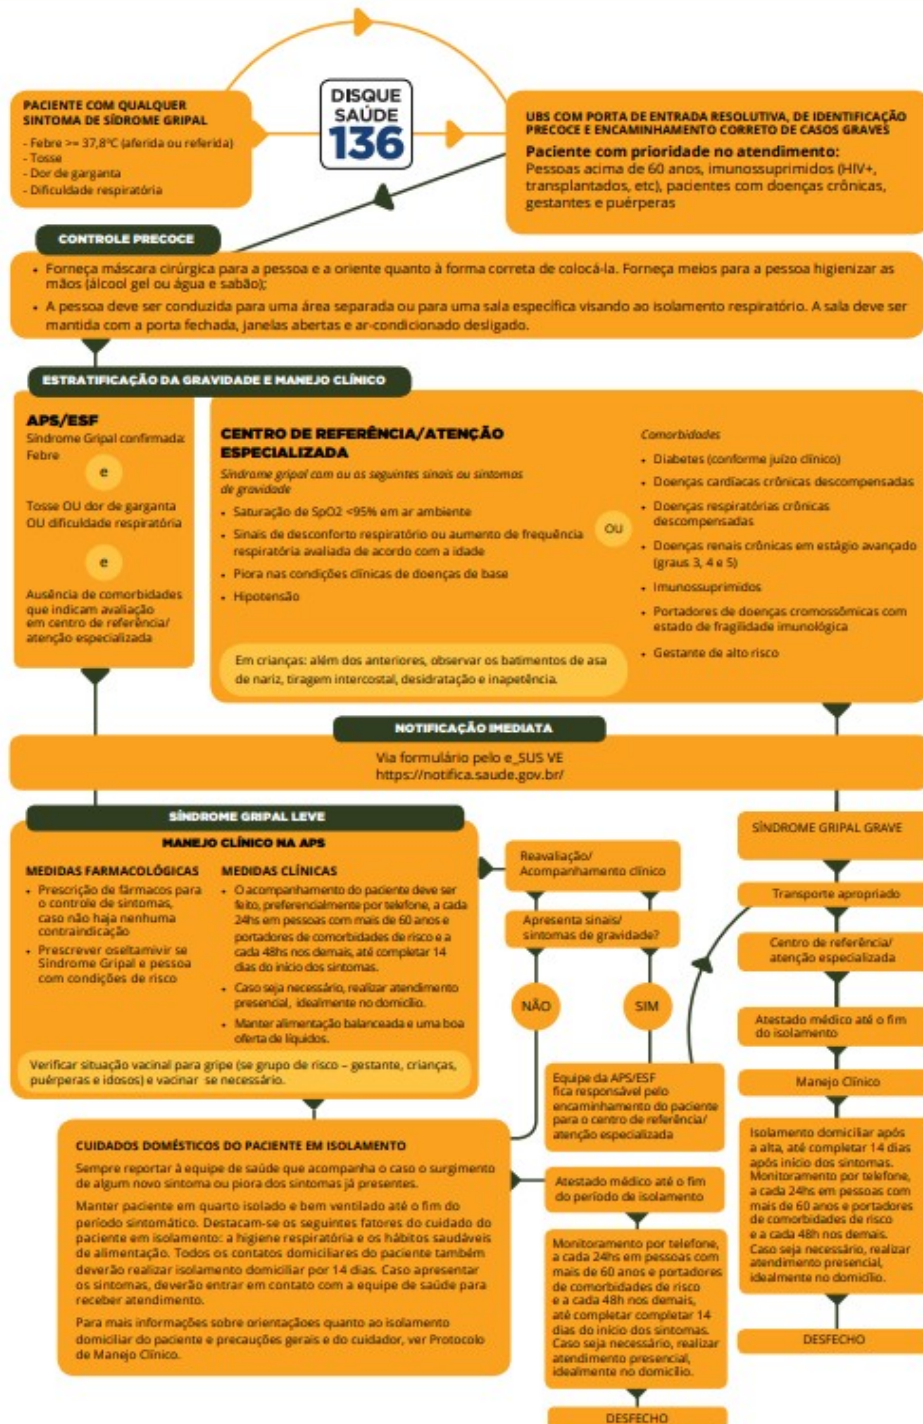 DISQUE
SAÚDE
136
PACIENTE COM QUALQUER
SINTOMA DE SÍDROME GRIPAL
- Febre >= 37,8ºC (aferida ou referida)
- Tosse
- Dor de garganta
- Dificuldade respiratória
UBS COM PORTA DE ENTRADA RESOLUTIVA, DE IDENTIFICAÇÃO
PRECOCE E ENCAMINHAMENTO CORRETO DE CASOS GRAVES
Paciente com prioridade no atendimento:
Pessoas acima de 60 anos, imunossuprimidos (HIV+,
transplantados, etc), pacientes com doenças crônicas,
gestantes e puérperas
CONTROLE PRECOCE
• Forneça máscara cirúrgica para a pessoa e a oriente quanto à forma correta de colocá-la. Forneça meios para a pessoa higienizar as
mãos (álcool gel ou água e sabão);
• A pessoa deve ser conduzida para uma área separada ou para uma sala específica visando ao isolamento respiratório. A sala deve ser
mantida com a porta fechada, janelas abertas e ar-condicionado desligado.
ESTRATIFICAÇÃO DA GRAVIDADE E MANEJO CLÍNICO
APS/ESF
Síndrome Gripal confirmada:
Febre
e
Tosse OU dor de garganta
OU dificuldade respiratória
e
Ausência de comorbidades
que indicam avaliação
em centro de referência/
atenção especializada
CENTRO DE REFERÊNCIA/ATENÇÃO
ESPECIALIZADA
Síndrome gripal com ou os seguintes sinais ou sintomas
de gravidade
• Saturação de SpO2 <95% em ar ambiente
• Sinais de desconforto respiratório ou aumento de frequência
respiratória avaliada de acordo com a idade
• Piora nas condições clínicas de doenças de base
• Hipotensão
OU
Comorbidades
• Diabetes (conforme juízo clínico)
• Doenças cardíacas crônicas descompensadas
• Doenças respiratórias crônicas
descompensadas
• Doenças renais crônicas em estágio avançado
(graus 3, 4 e 5)
• Imunossuprimidos
• Portadores de doenças cromossômicas com
estado de fragilidade imunológica
• Gestante de alto risco
Em crianças: além dos anteriores, observar os batimentos de asa
de nariz, tiragem intercostal, desidratação e inapetência.
NOTIFICAÇÃO IMEDIATA
Via formulário pelo e_SUS VE
https://notifica.saude.gov.br/
SÍNDROME GRIPAL LEVE
MANEJO CLÍNICO NA APS
MEDIDAS FARMACOLÓGICAS
• Prescrição de fármacos para
o controle de sintomas,
caso não haja nenhuma
contraindicação
• Prescrever oseltamivir se
Síndrome Gripal e pessoa
com condições de risco
MEDIDAS CLÍNICAS
• O acompanhamento do paciente deve ser
feito, preferencialmente por telefone, a cada
24hs em pessoas com mais de 60 anos e
portadores de comorbidades de risco e a
cada 48hs nos demais, até completar 14
dias do início dos sintomas.
• Caso seja necessário, realizar atendimento
presencial, idealmente no domicílio.
• Manter alimentação balanceada e uma boa
oferta de líquidos.
Verificar situação vacinal para gripe (se grupo de risco – gestante, crianças,
puérperas e idosos) e vacinar se necessário.
Reavaliação/
Acompanhamento clínico
Apresenta sinais/
sintomas de gravidade?
NÃO
SIM
Equipe da APS/ESF
fica responsável pelo
encaminhamento do paciente
para o centro de referência/
atenção especializada
SÍNDROME GRIPAL GRAVE
Transporte apropriado
Centro de referência/
atenção especializada
Atestado médico até o fim
do isolamento
Manejo Clínico
Isolamento domiciliar após
a alta, até completar 14 dias
após início dos sintomas.
Monitoramento por telefone,
a cada 24hs em pessoas com
mais de 60 anos e portadores
de comorbidades de risco
e a cada 48h nos demais.
Caso seja necessário, realizar
atendimento presencial,
idealmente no domicílio.
DESFECHO
CUIDADOS DOMÉSTICOS DO PACIENTE EM ISOLAMENTO
Sempre reportar à equipe de saúde que acompanha o caso o surgimento
de algum novo sintoma ou piora dos sintomas já presentes.
Manter paciente em quarto isolado e bem ventilado até o fim do
período sintomático. Destacam-se os seguintes fatores do cuidado do
paciente em isolamento: a higiene respiratória e os hábitos saudáveis
de alimentação. Todos os contatos domiciliares do paciente também
deverão realizar isolamento domiciliar por 14 dias. Caso apresentar
os sintomas, deverão entrar em contato com a equipe de saúde para
receber atendimento.
Para mais informações sobre orientaçãoes quanto ao isolamento
domiciliar do paciente e precauções gerais e do cuidador, ver Protocolo
de Manejo Clínico.
Atestado médico até o fim
do período de isolamento
Monitoramento por telefone,
a cada 24hs em pessoas com
mais de 60 anos e portadores
de comorbidades de risco
e a cada 48h nos demais,
até completar completar 14
dias do início dos sintomas.
Caso seja necessário, realizar
atendimento presencial,
idealmente no domicílio.
DESFECHO